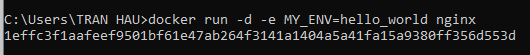 C:\Users\TRAN HAU>docker run -d -e MY_ENV=hello_world nginx
1effc3f1aafeef9501bf61e47ab264f3141a1404a5a41fa15a9380ff356d553d